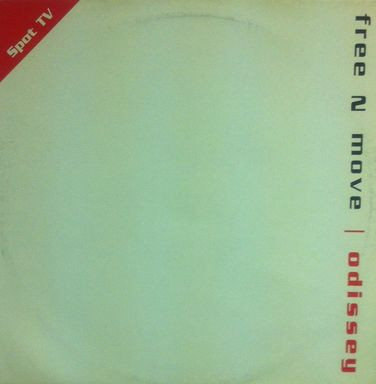 Spot TV
free N move | odissey